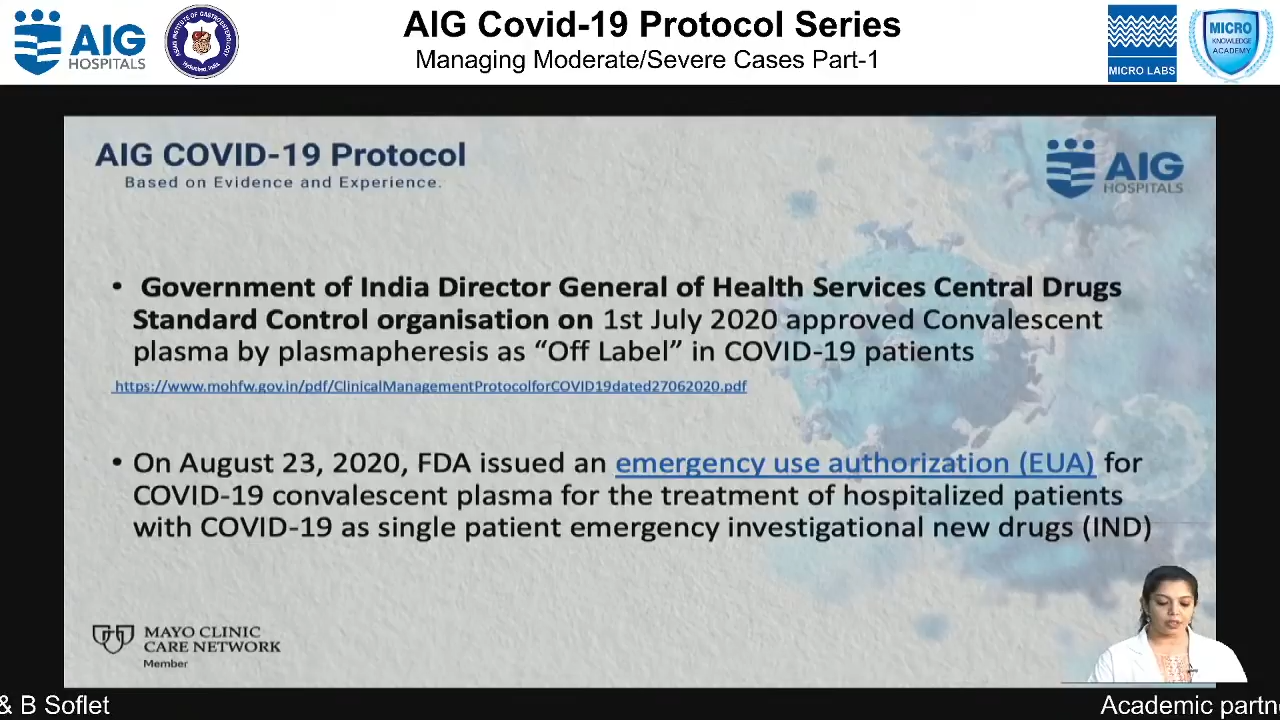 AIG
HOSPITALS
AIG Covid-19 Protocol Series
Managing Moderate/Severe Cases Part-1
MICRO LABS
MICRO
KNOWLEDGE
ACADEMY
AIG COVID-19 Protocol
Based on Evidence and Experience.
AIG
HOSPITALS
• Government of India Director General of Health Services Central Drugs
Standard Control organisation on 1st July 2020 approved Convalescent
plasma by plasmapheresis as “Off Label” in COVID-19 patients
https://www.mohfw.gov.in/pdf/ClinicalManagementProtocolforCOVID19dated27062020.pdf
• On August 23, 2020, FDA issued an emergency use authorization (EUA) for
COVID-19 convalescent plasma for the treatment of hospitalized patients
with COVID-19 as single patient emergency investigational new drugs (IND)
MAYO CLINIC
CARE NETWORK
Member
& B Soflet
Academic partn